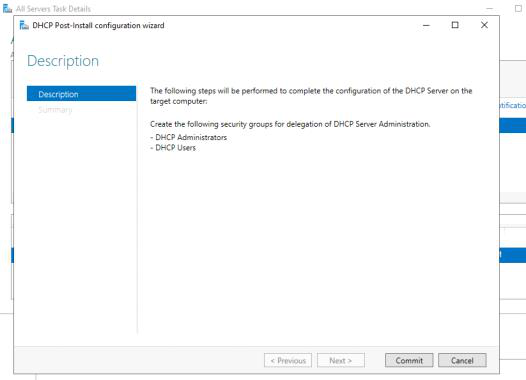 All Servers Task Details
DHCP Post-Install configuration wizard
Description
Description
Summary
The following steps will be performed to complete the configuration of the DHCP Server on the
target computer:
Create the following security groups for delegation of DHCP Server Administration.
- DHCP Administrators
- DHCP Users
< Previous
Next >
Commit
Cancel